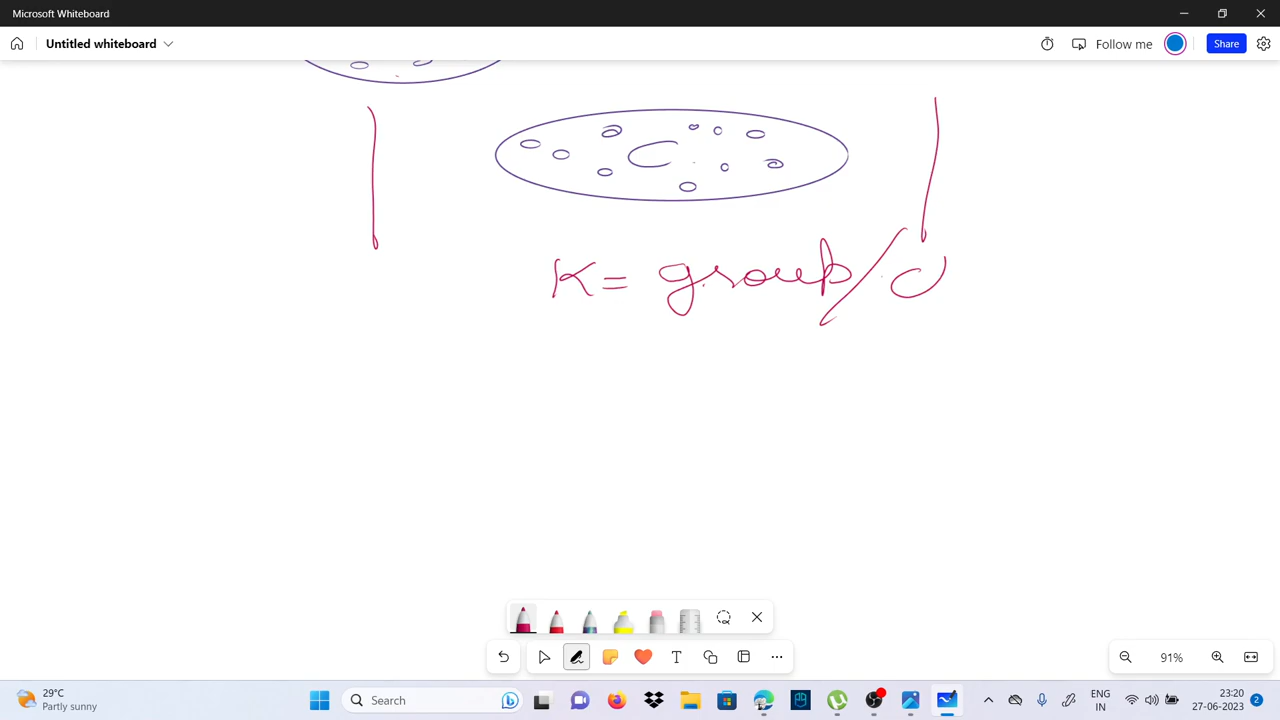 Microsoft Whiteboard
Untitled whiteboard
Follow me
Share
K= group/
91%
29°C
Partly sunny
Search
ENG
IN
23:20
27-06-2023
2